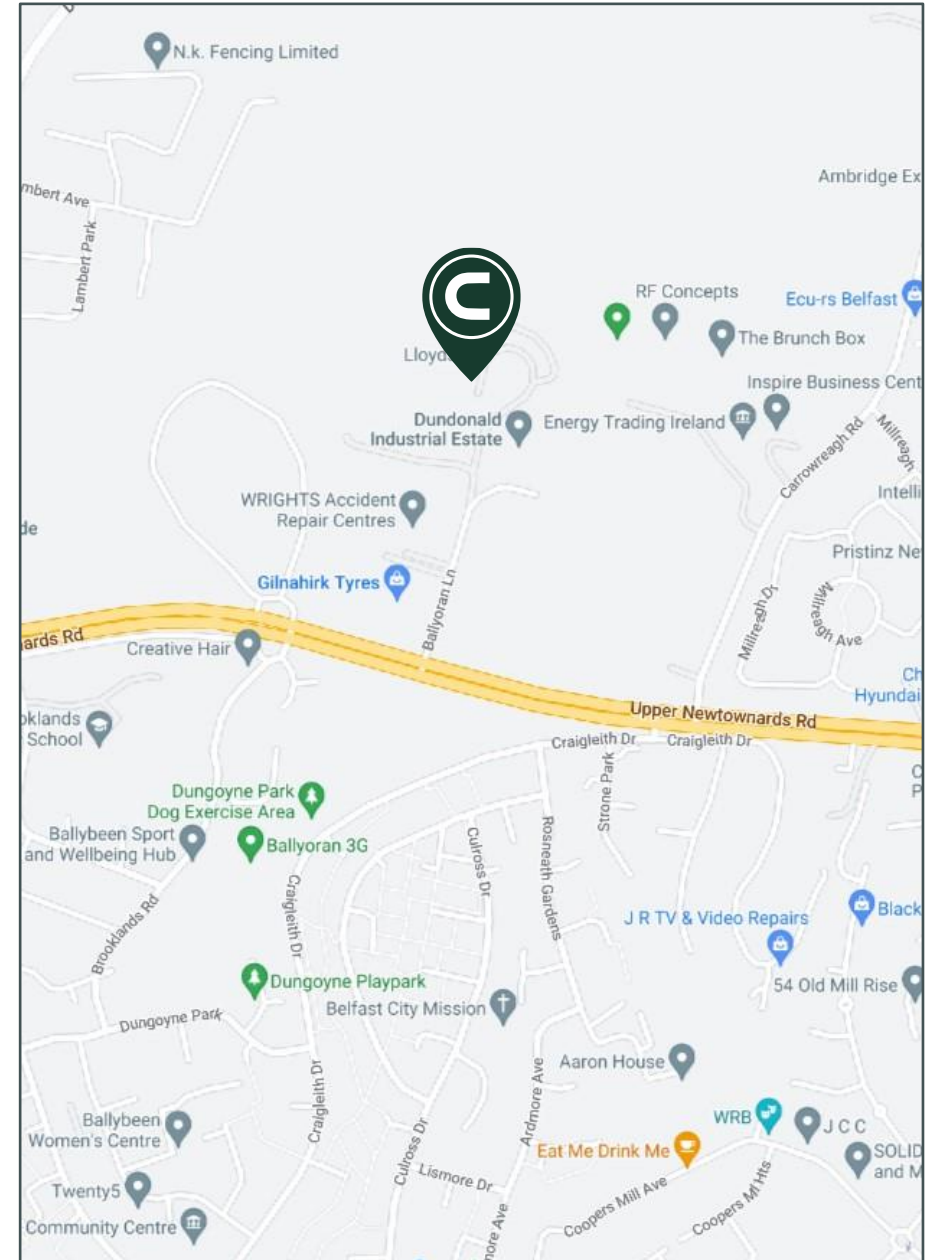 N.k. Fencing Limited
mbert Ave
Lambert Park
Ambridge Ex
RF Concepts
Ecu-rs Belfast
The Brunch Box
Lloyds
Inspire Business Cent
Dundonald
Industrial Estate
Energy Trading Ireland
Carrowreagh Rd
Millreagh
WRIGHTS Accident
Repair Centres
Intelli
de
Pristinz Ne
Gilnahirk Tyres
Ballyoran Ln
Millreagh Dr
Millreagh Ave
ards Rd
Creative Hair
Ch
Hyundai
Upper Newtownards Rd
oklands
School
Craigleith Dr
Craigleith Dr
C
P
Strone Park
Dungoyne Park
Dog Exercise Area
Ballybeen Sport
and Wellbeing Hub
Ballyoran 3G
Culross Dr
Rosneath Gardens
Craigleith Dr
J R TV & Video Repairs
Black
Brooklands Rd
Dungoyne Playpark
54 Old Mill Rise
Belfast City Mission
Dungoyne Park
Aaron House
Craigleith Dr
Ardmore Ave
WRB
J C C
Ballybeen
Women's Centre
Culross Dr
Eat Me Drink Me
SOLID
and M
Lismore Dr
Twenty5
Coopers Mill Ave
Coopers Ml Hts
Community Centre
more Ave